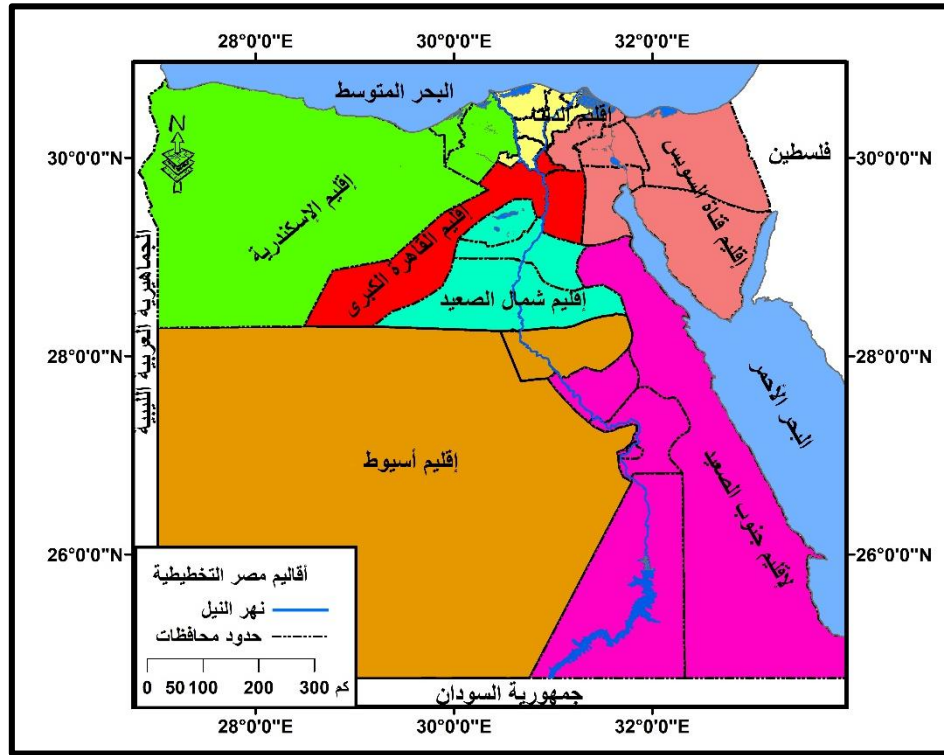 28°0'0"E 30°0'0"E 32°0'0"E
البحر المتوسط
إقليم الدلتا
فلسطين
N
30°0'0"N 30°0'0"N
إقليم قناة السويس
إقليم الإسكندرية
إقليم القاهرة الكبرى
إقليم شمال الصعيد
الجماهيرية العربية الليبية
28°0'0"N 28°0'0"N
البحر الأحمر
إقليم أسيوط
لإقليم جنوب الصعيد
26°0'0"N 26°0'0"N
أقاليم مصر التخطيطية
نهر النيل
حدود محافظات
0 50 100 200 300 كم
جمهورية السودان
28°0'0"E 30°0'0"E 32°0'0"E